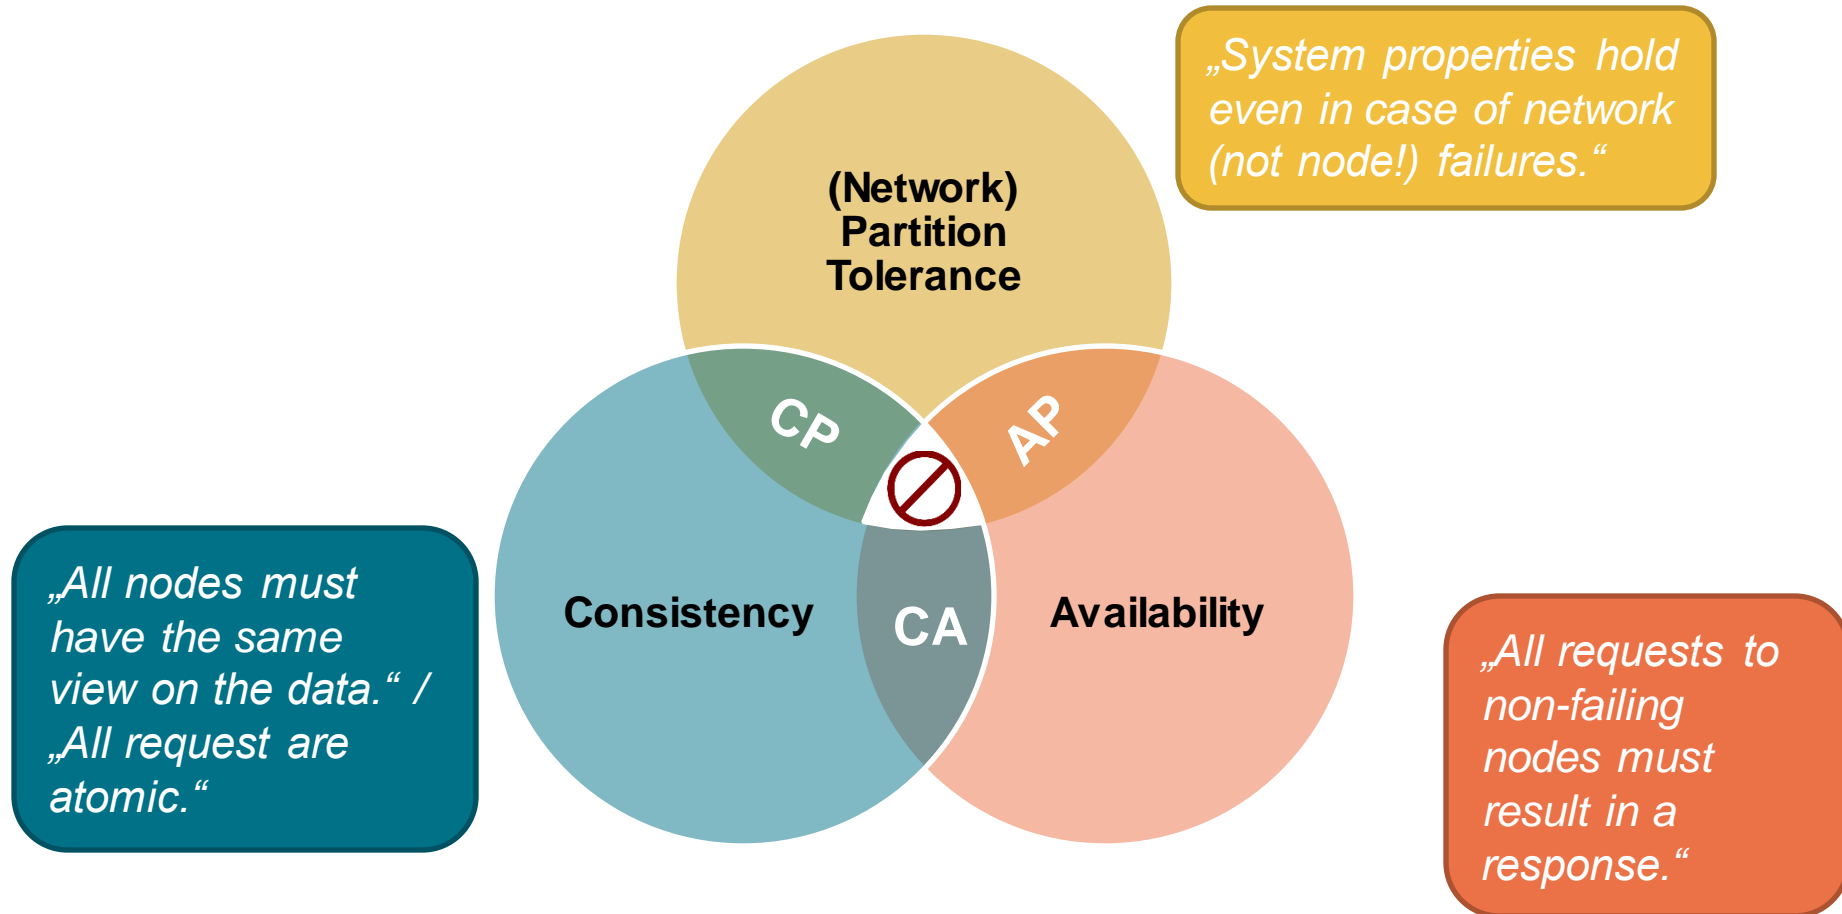 „System properties hold
even in case of network
(not node!) failures.“
(Network)
Partition
Tolerance
CP
AP
„All nodes must
have the same
view on the data.“ /
„All request are
atomic.“
Consistency
CA
Availability
„All requests to
non-failing
nodes must
result in a
response.“